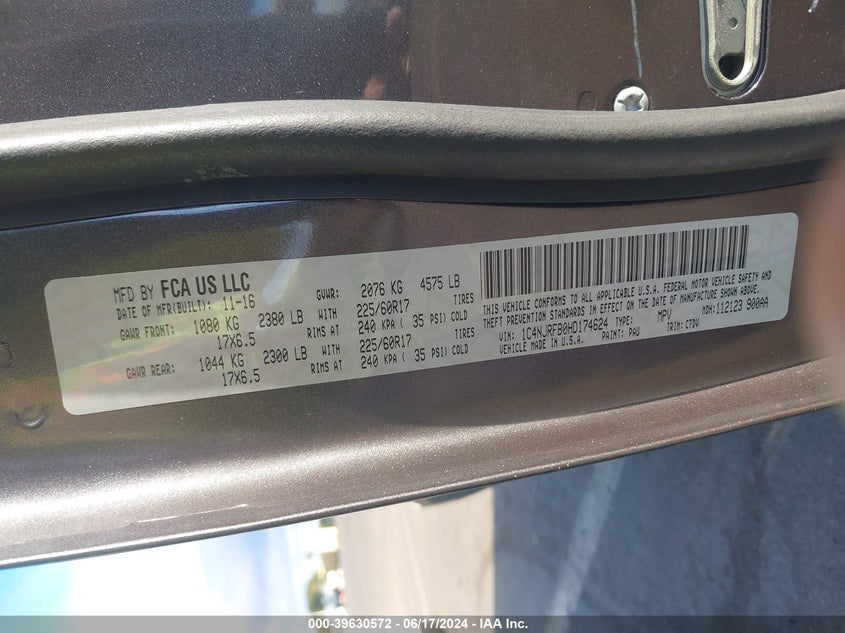 MFD BY FCA US LLC
DATE OF MFR(BUILT): 11-16 GVWR: 2076 KG 4575 LB
GAWR FRONT: 1080 KG 2380 LB WITH 225/60R17 TIRES
17X6.5 RIMS AT 240 KPA ( 35 PSI) COLD
GAWR REAR: 1044 KG 2300 LB WITH 225/60R17 TIRES
17X6.5 RIMS AT 240 KPA ( 35 PSI) COLD
THIS VEHICLE CONFORMS TO ALL APPLICABLE U.S.A. FEDERAL MOTOR VEHICLE SAFETY AND
THEFT PREVENTION STANDARDS IN EFFECT ON THE DATE OF MANUFACTURE SHOWN ABOVE.
VIN: 1C4NJRFB0HD174624 TYPE: MPV MDH: 112123 900AA
VEHICLE MADE IN U.S.A. PAINT: PAU TRIM: C7DV
000-39630572 - 06/17/2024 - IAA Inc.